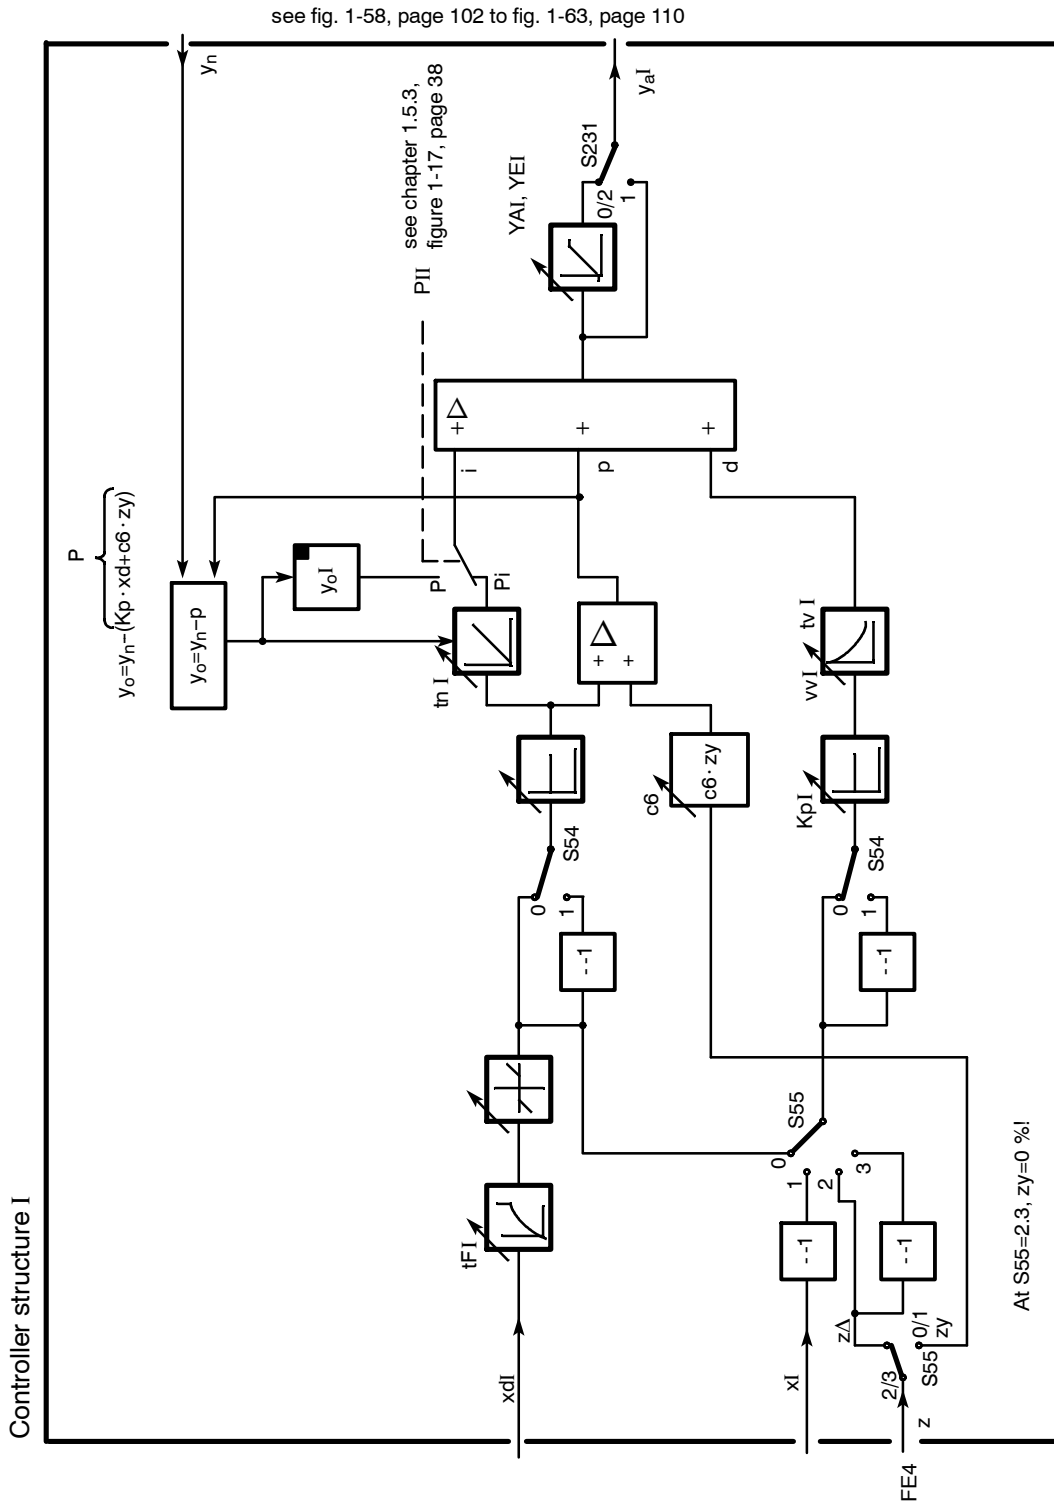 see fig. 1-58, page 102 to fig. 1-63, page 110
Controller structure I
yn
yaI
S231
0/2
1
YAI, YEI
see chapter 1.5.3,
figure 1-17, page 38
PII
P
yo=yn-(Kp·xd+c6·zy)
yo=yn-p
yoI
P
Pi
i
p
d
+
+
+
tn I
+
+
c6
c6·zy
tv I
vvI
KpI
S54
0
1
--1
S54
0
1
--1
tFI
xdI
S55
0
1
2
3
--1
--1
xI
z∆
2/3
0/1
zy
S55
z
FE4
At S55=2.3, zy=0 %!